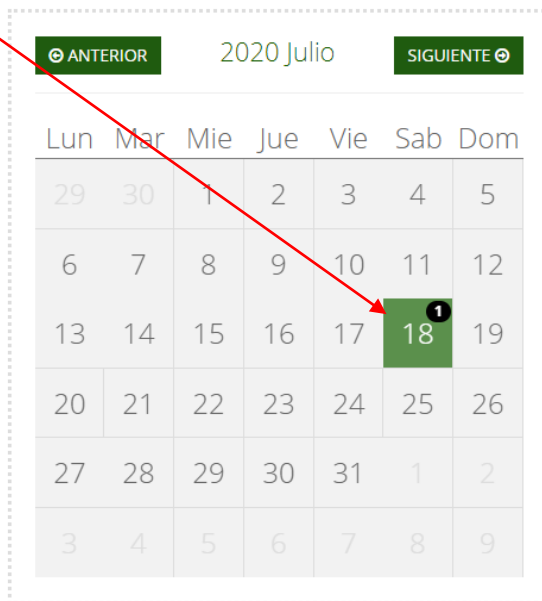 ANTERIOR 2020 Julio SIGUIENTE
Lun Mar Mie Jue Vie Sab Dom
29 30 1 2 3 4 5
6 7 8 9 10 11 12
1
13 14 15 16 17 18 19
20 21 22 23 24 25 26
27 28 29 30 31 1 2
3 4 5 6 7 8 9